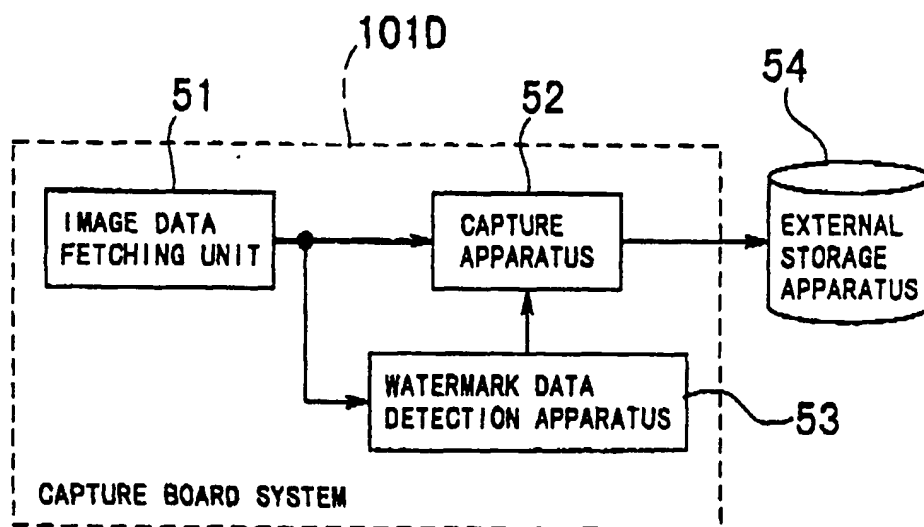 101D
51
52
54
IMAGE DATA
FETCHING UNIT
CAPTURE
APPARATUS
EXTERNAL
STORAGE
APPARATUS
WATERMARK DATA
DETECTION APPARATUS
53
CAPTURE BOARD SYSTEM